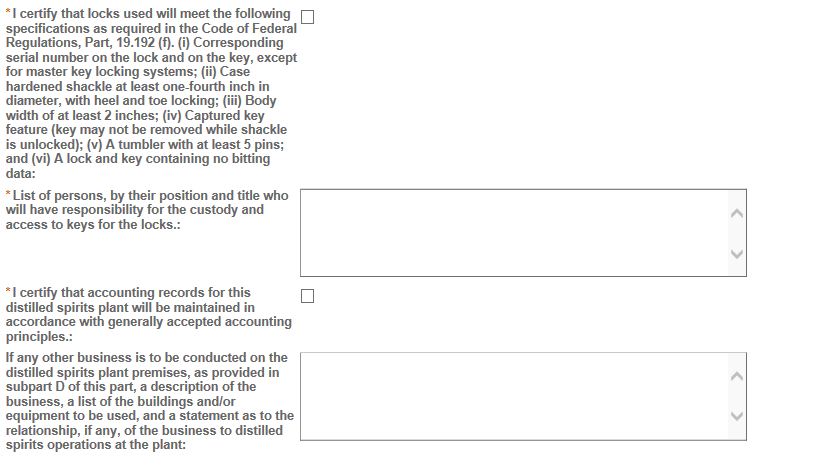 *I certify that locks used will meet the following
specifications as required in the Code of Federal
Regulations, Part, 19.192 (f). (i) Corresponding
serial number on the lock and on the key, except
for master key locking systems; (ii) Case
hardened shackle at least one-fourth inch in
diameter, with heel and toe locking; (iii) Body
width of at least 2 inches; (iv) Captured key
feature (key may not be removed while shackle
is unlocked); (v) A tumbler with at least 5 pins;
and (vi) A lock and key containing no bitting
data:
*List of persons, by their position and title who
will have responsibility for the custody and
access to keys for the locks.:
*I certify that accounting records for this
distilled spirits plant will be maintained in
accordance with generally accepted accounting
principles.:
If any other business is to be conducted on the
distilled spirits plant premises, as provided in
subpart D of this part, a description of the
business, a list of the buildings and/or
equipment to be used, and a statement as to the
relationship, if any, of the business to distilled
spirits operations at the plant: